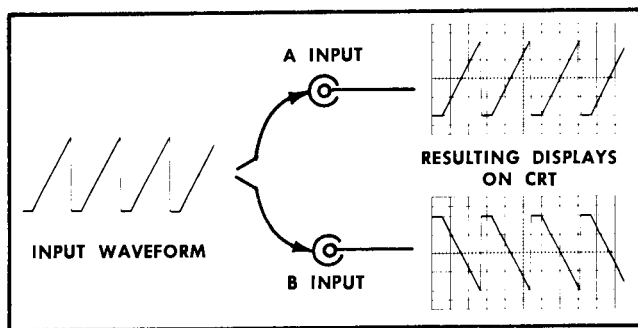 A INPUT
RESULTING DISPLAYS
ON CRT
INPUT WAVEFORM
B INPUT